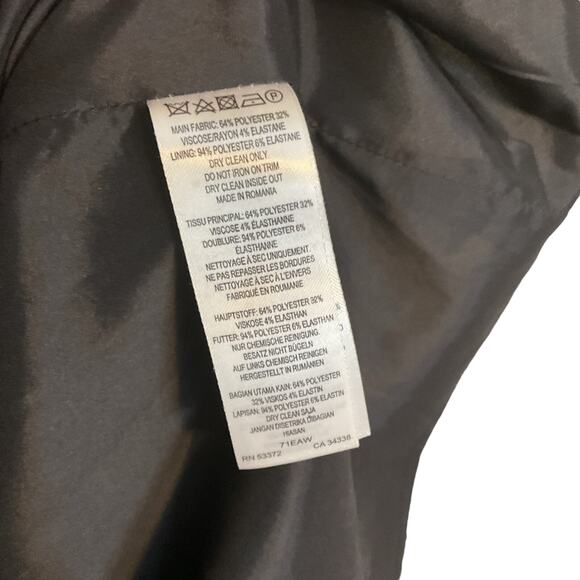 MAIN FABRIC: 64% POLYESTER 32%
VISCOSE/RAYON 4% ELASTANE
LINING: 94% POLYESTER 6% ELASTANE
DRY CLEAN ONLY
DO NOT IRON ON TRIM
DRY CLEAN INSIDE OUT
MADE IN ROMANIA
TISSU PRINCIPAL: 64% POLYESTER 32%
VISCOSE 4% ÉLASTHANNE
DOUBLURE: 94% POLYESTER 6%
ÉLASTHANNE
NETTOYAGE À SEC UNIQUEMENT.
NE PAS REPASSER LES BORDURES
NETTOYAGE À SEC À L'ENVERS
FABRIQUÉ EN ROUMANIE
HAUPTSTOFF: 64% POLYESTER 32%
VISKOSE 4% ELASTHAN
FUTTER: 94% POLYESTER 6% ELASTHAN
NUR CHEMISCHE REINIGUNG.
BESATZ NICHT BÜGELN
AUF LINKS CHEMISCH REINIGEN
HERGESTELLT IN RUMÄNIEN
BAGIAN UTAMA KAIN: 64% POLYESTER
32% VISKOS 4% ELASTIN
LAPISAN: 94% POLYESTER 6% ELASTIN
DRY CLEAN SAJA
JANGAN DISETRIKA DIBAGIAN
HIASAN
71EAW
RN 53372 CA 34338